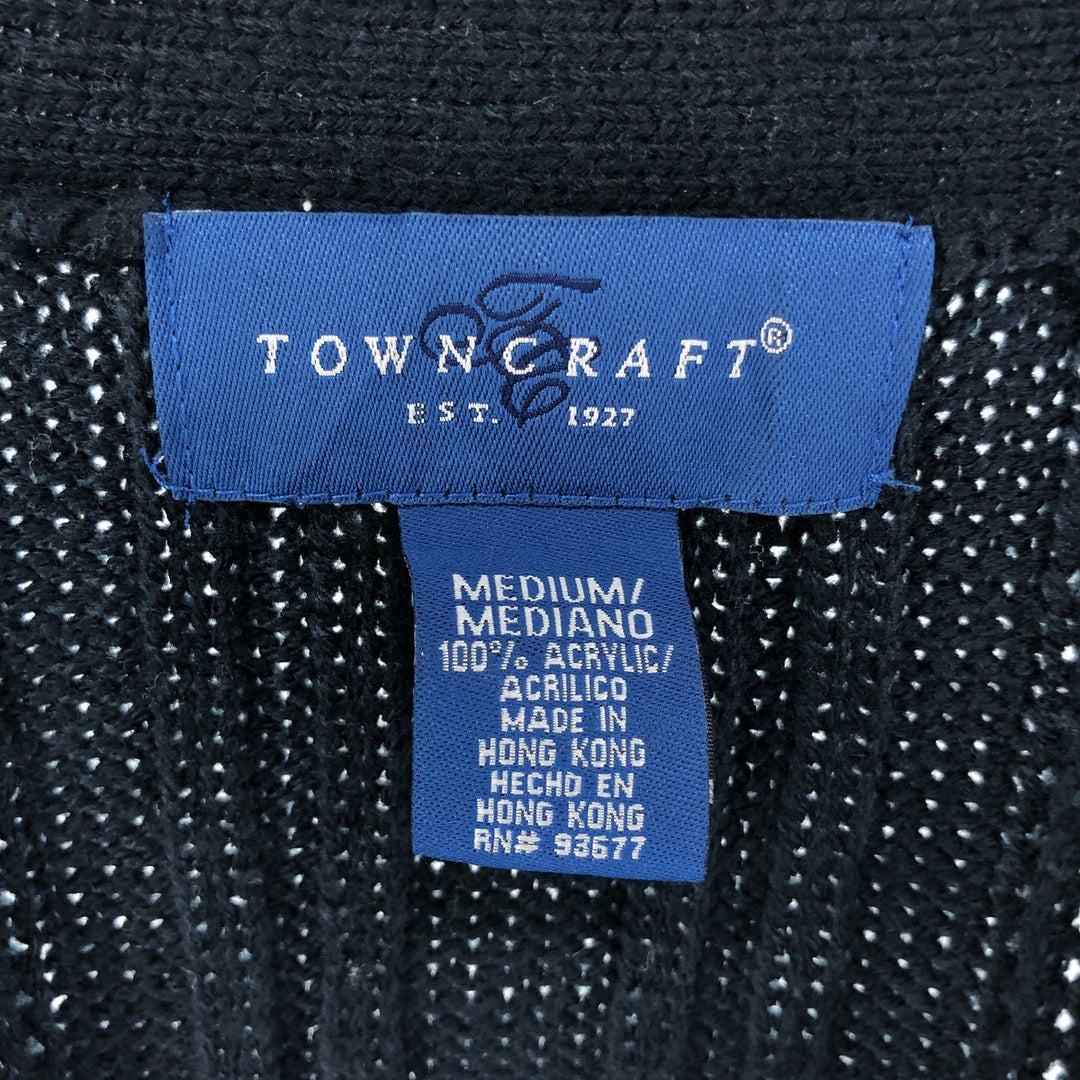 TOWNCRAFT®
EST. 1927
MEDIUM/
MEDIANO
100% ACRYLIC/
ACRILICO
MADE IN
HONG KONG
HECHO EN
HONG KONG
RN# 93677